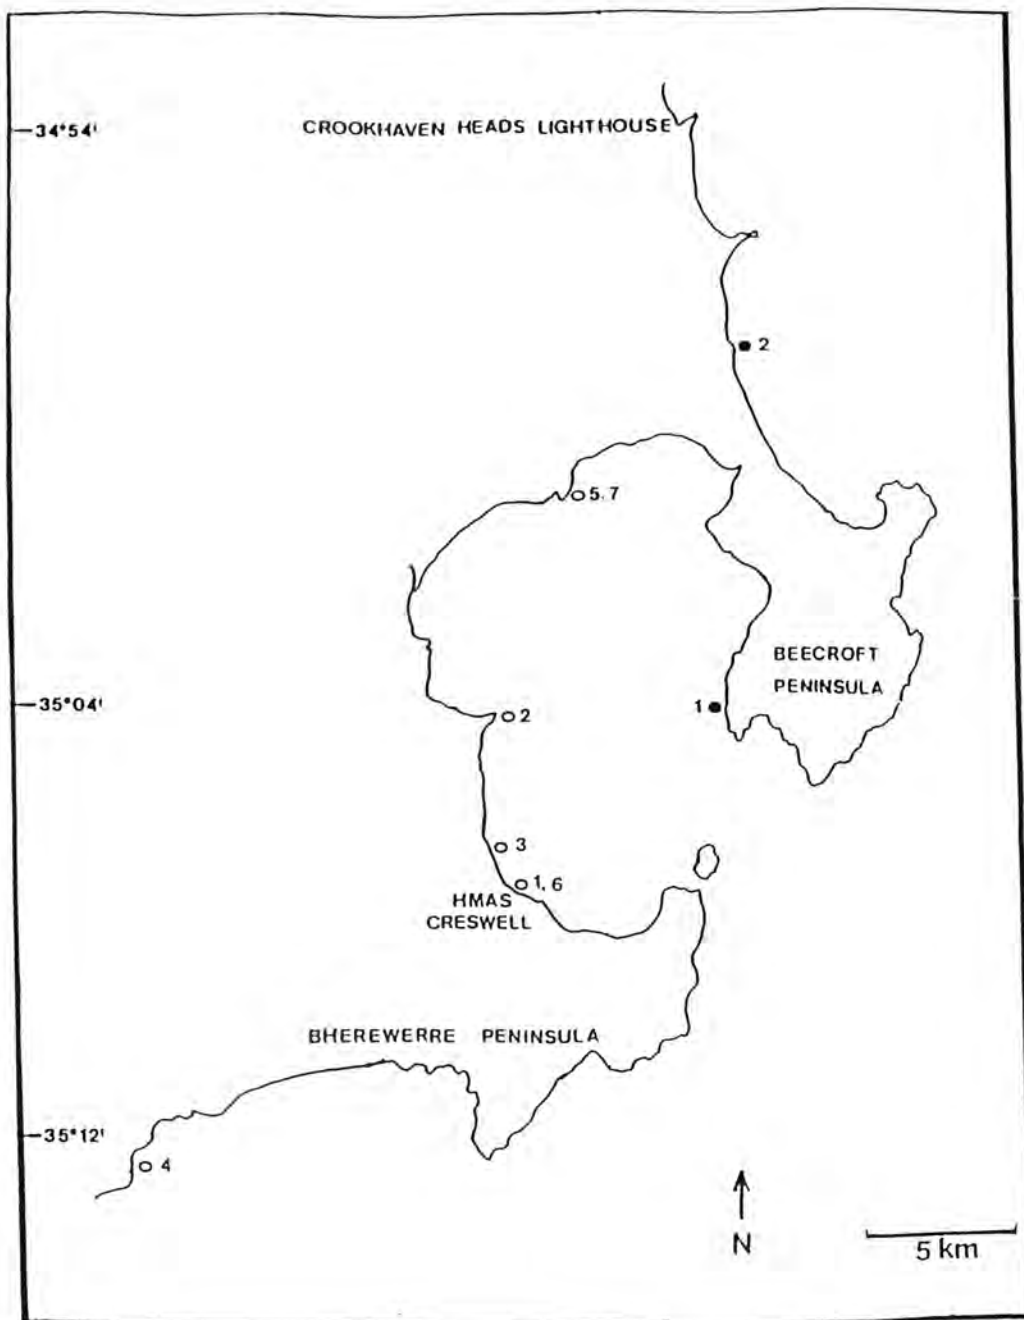 34°54'
CROOKHAVEN HEADS LIGHTHOUSE
2
5.7
BEECROFT
PENINSULA
35°04'
2
1
3
1,6
HMAS
CRESWELL
BHEREWERRE PENINSULA
35°12'
4
N
5 km